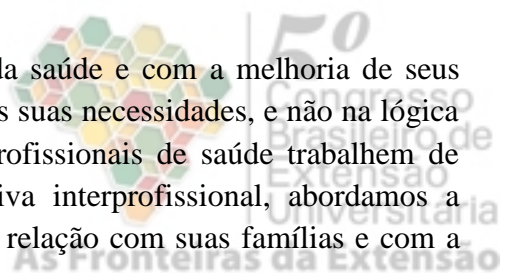 5º
Congresso
Brasileiro de
Extensão
Universitária
As Fronteiras da Extensão
da saúde e com a melhoria de seus
s suas necessidades, e não na lógica
rofissionais de saúde trabalhem de
iva interprofissional, abordamos a
relação com suas famílias e com a